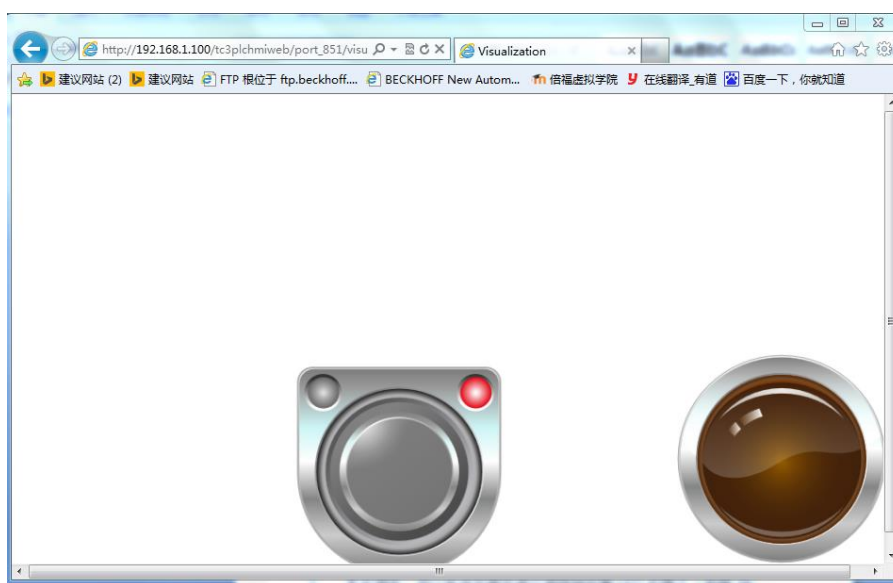 http://192.168.1.100/tc3plchmiweb/port_851/visu
Visualization
建议网站 (2)
建议网站
FTP 根位于 ftp.beckhoff....
BECKHOFF New Autom...
倍福虚拟学院
在线翻译_有道
百度一下，你就知道